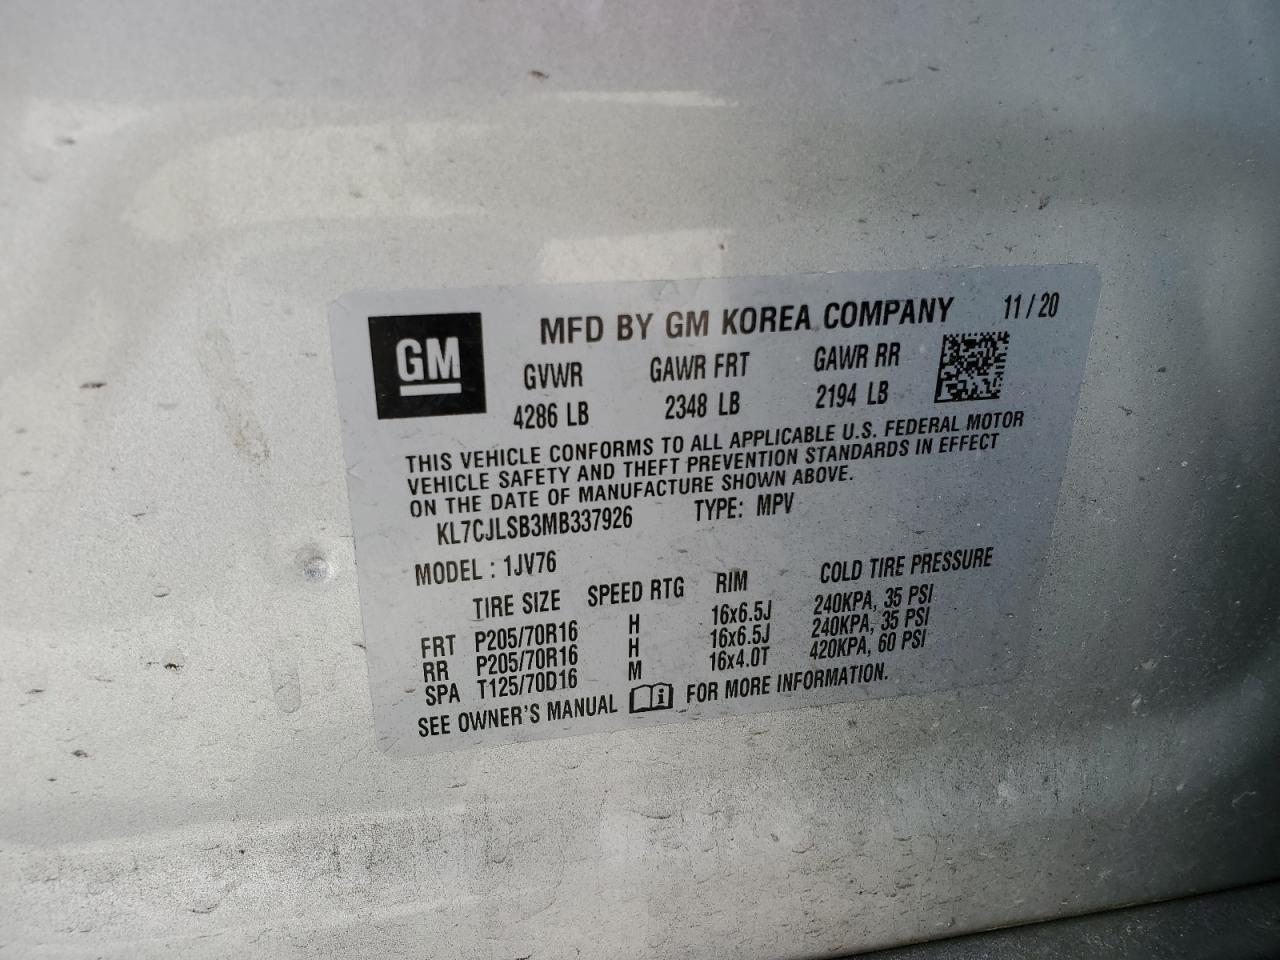 GM
MFD BY GM KOREA COMPANY 11/20
GVWR GAWR FRT GAWR RR
4286 LB 2348 LB 2194 LB
THIS VEHICLE CONFORMS TO ALL APPLICABLE U.S. FEDERAL MOTOR
VEHICLE SAFETY AND THEFT PREVENTION STANDARDS IN EFFECT
ON THE DATE OF MANUFACTURE SHOWN ABOVE.
KL7CJLSB3MB337926 TYPE: MPV
MODEL : 1JV76
TIRE SIZE SPEED RTG RIM COLD TIRE PRESSURE
FRT P205/70R16 H 16x6.5J 240KPA, 35 PSI
RR P205/70R16 H 16x6.5J 240KPA, 35 PSI
SPA T125/70D16 M 16x4.0T 420KPA, 60 PSI
SEE OWNER'S MANUAL i FOR MORE INFORMATION.